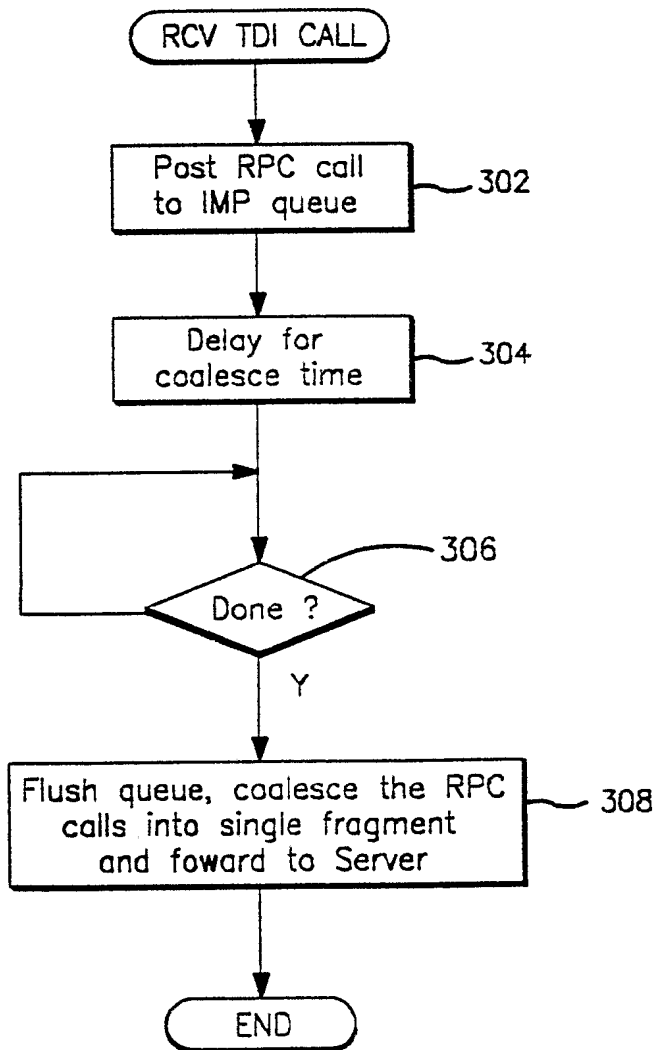 RCV TDI CALL
Post RPC call
to IMP queue
302
Delay for
coalesce time
304
306
Done ?
Y
Flush queue, coalesce the RPC
calls into single fragment
and foward to Server
308
END